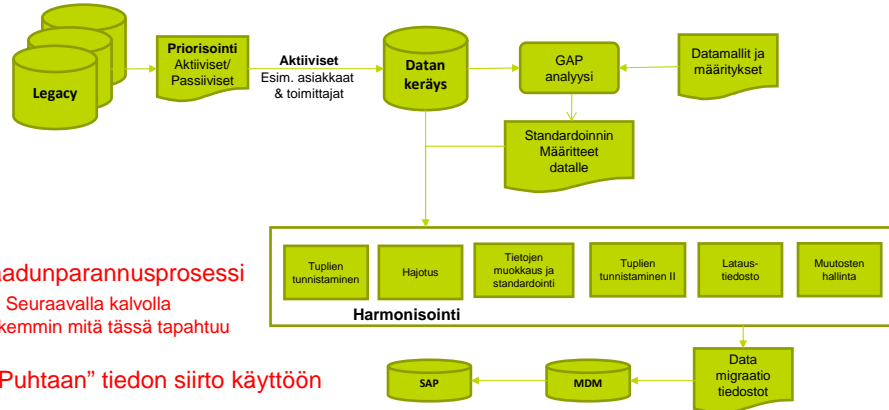 Legacy
Priorisointi
Aktiiviset/
Passiiviset
Aktiiviset
Esim. asiakkaat
& toimittajat
Datan
keräys
GAP
analyysi
Datamallit ja
määritykset
Standardoinnin
Määritteet
datalle
aadunparannusprosessi
Seuraavalla kalvolla
kemmin mitä tässä tapahtuu
Tuplien
tunnistaminen
Hajotus
Tietojen
muokkaus ja
standardointi
Tuplien
tunnistaminen II
Lataus-
tiedosto
Muutosten
hallinta
Harmonisointi
Puhtaan” tiedon siirto käyttöön
SAP
MDM
Data
migraatio
tiedostot